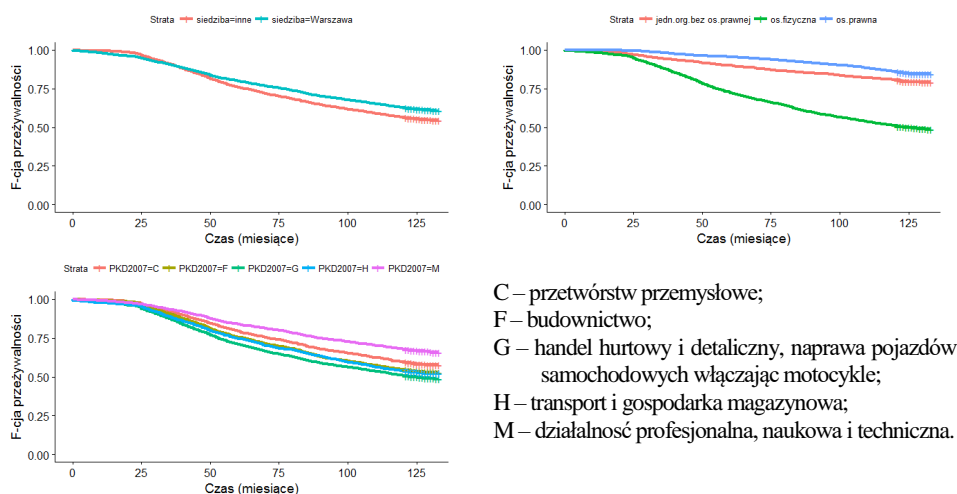 Strata siedziba=inne siedziba=Warszawa
F-cja przeżywalności
1.00
0.75
0.50
0.25
0.00
0 25 50 75 100 125
Czas (miesiące)
Strata jedn.org.bez os.prawnej os.fizyczna os.prawna
F-cja przeżywalności
1.00
0.75
0.50
0.25
0.00
0 25 50 75 100 125
Czas (miesiące)
Strata PKD2007=C PKD2007=F PKD2007=G PKD2007=H PKD2007=M
F-cja przeżywalności
1.00
0.75
0.50
0.25
0.00
0 25 50 75 100 125
Czas (miesiące)
C – przetwórstw przemysłowe;
F – budownictwo;
G – handel hurtowy i detaliczny, naprawa pojazdów
samochodowych włączając motocykle;
H – transport i gospodarka magazynowa;
M – działalność profesjonalna, naukowa i techniczna.